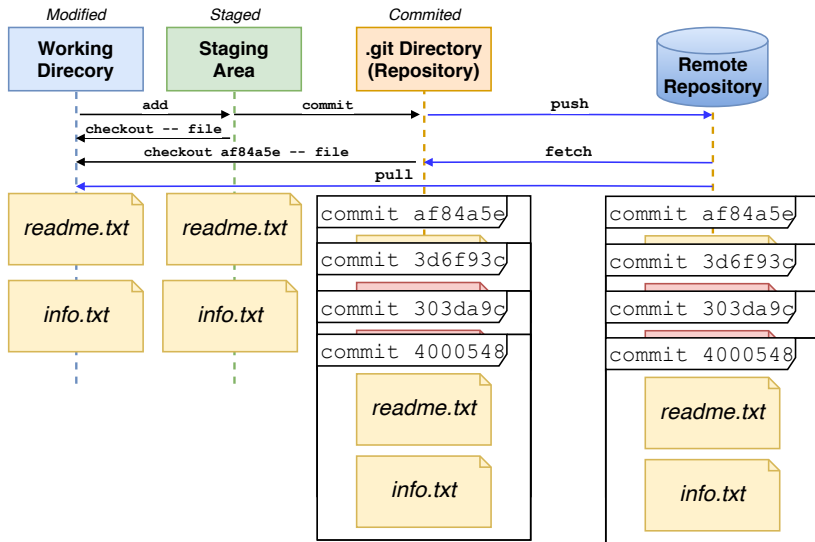 Modified
Staged
Commited
Working
Direcory
Staging
Area
.git Directory
(Repository)
Remote
Repository
add
commit
push
checkout -- file
checkout af84a5e -- file
fetch
pull
readme.txt
info.txt
readme.txt
info.txt
commit af84a5e
commit 3d6f93c
commit 303da9c
commit 4000548
readme.txt
info.txt
commit af84a5e
commit 3d6f93c
commit 303da9c
commit 4000548
readme.txt
info.txt